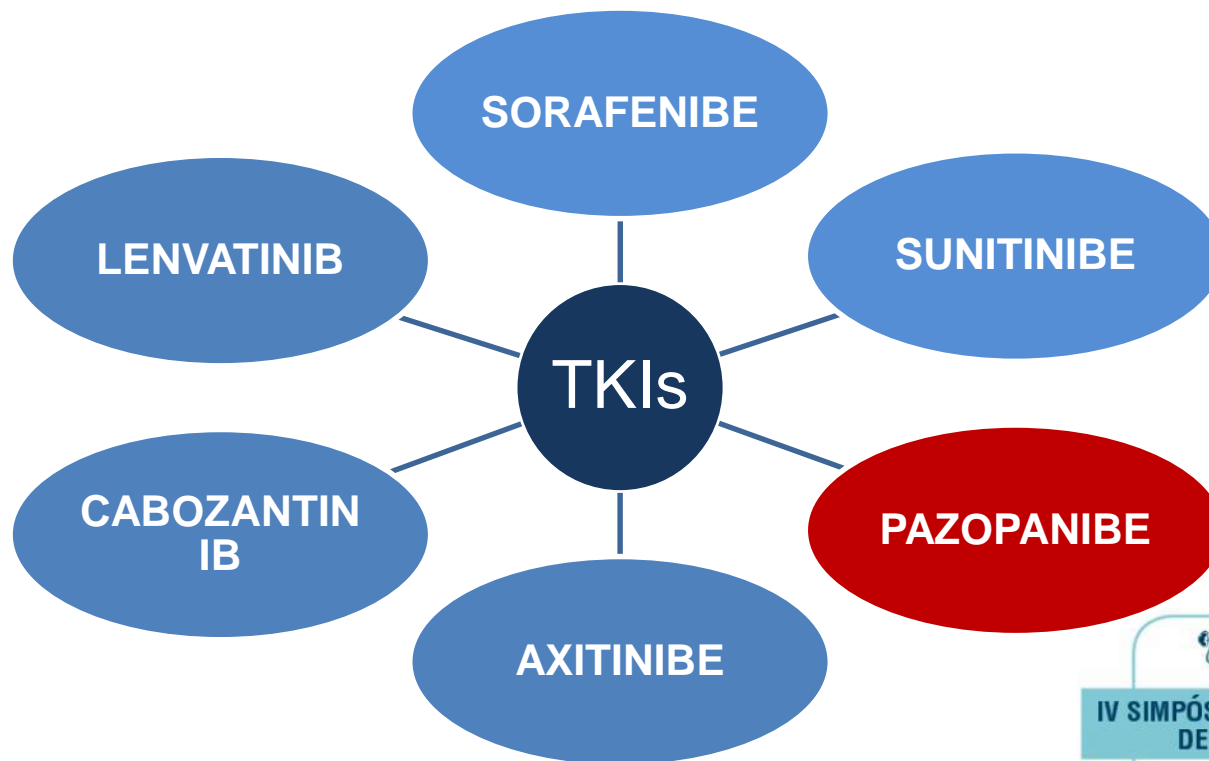 SORAFENIBE
LENVATINIB
SUNITINIBE
TKIs
CABOZANTIN
IB
PAZOPANIBE
AXITINIBE
IV SIMPÓS
DE